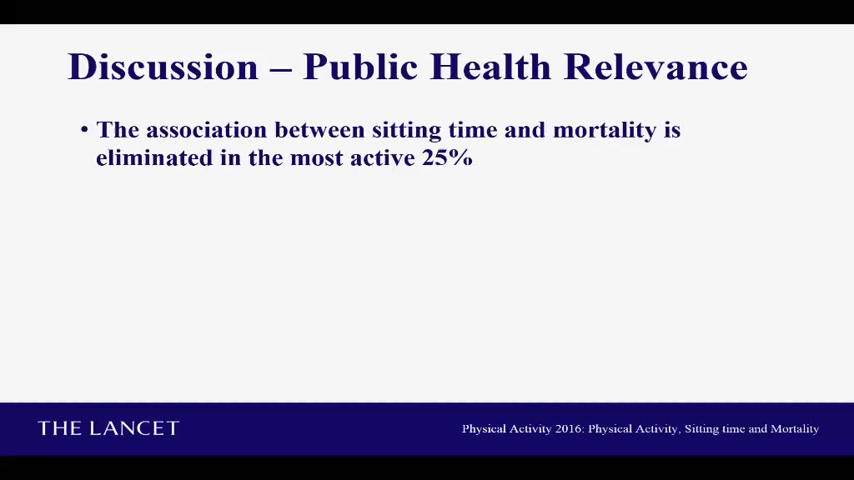 Discussion – Public Health Relevance
• The association between sitting time and mortality is
eliminated in the most active 25%
THE LANCET
Physical Activity 2016: Physical Activity, Sitting time and Mortality